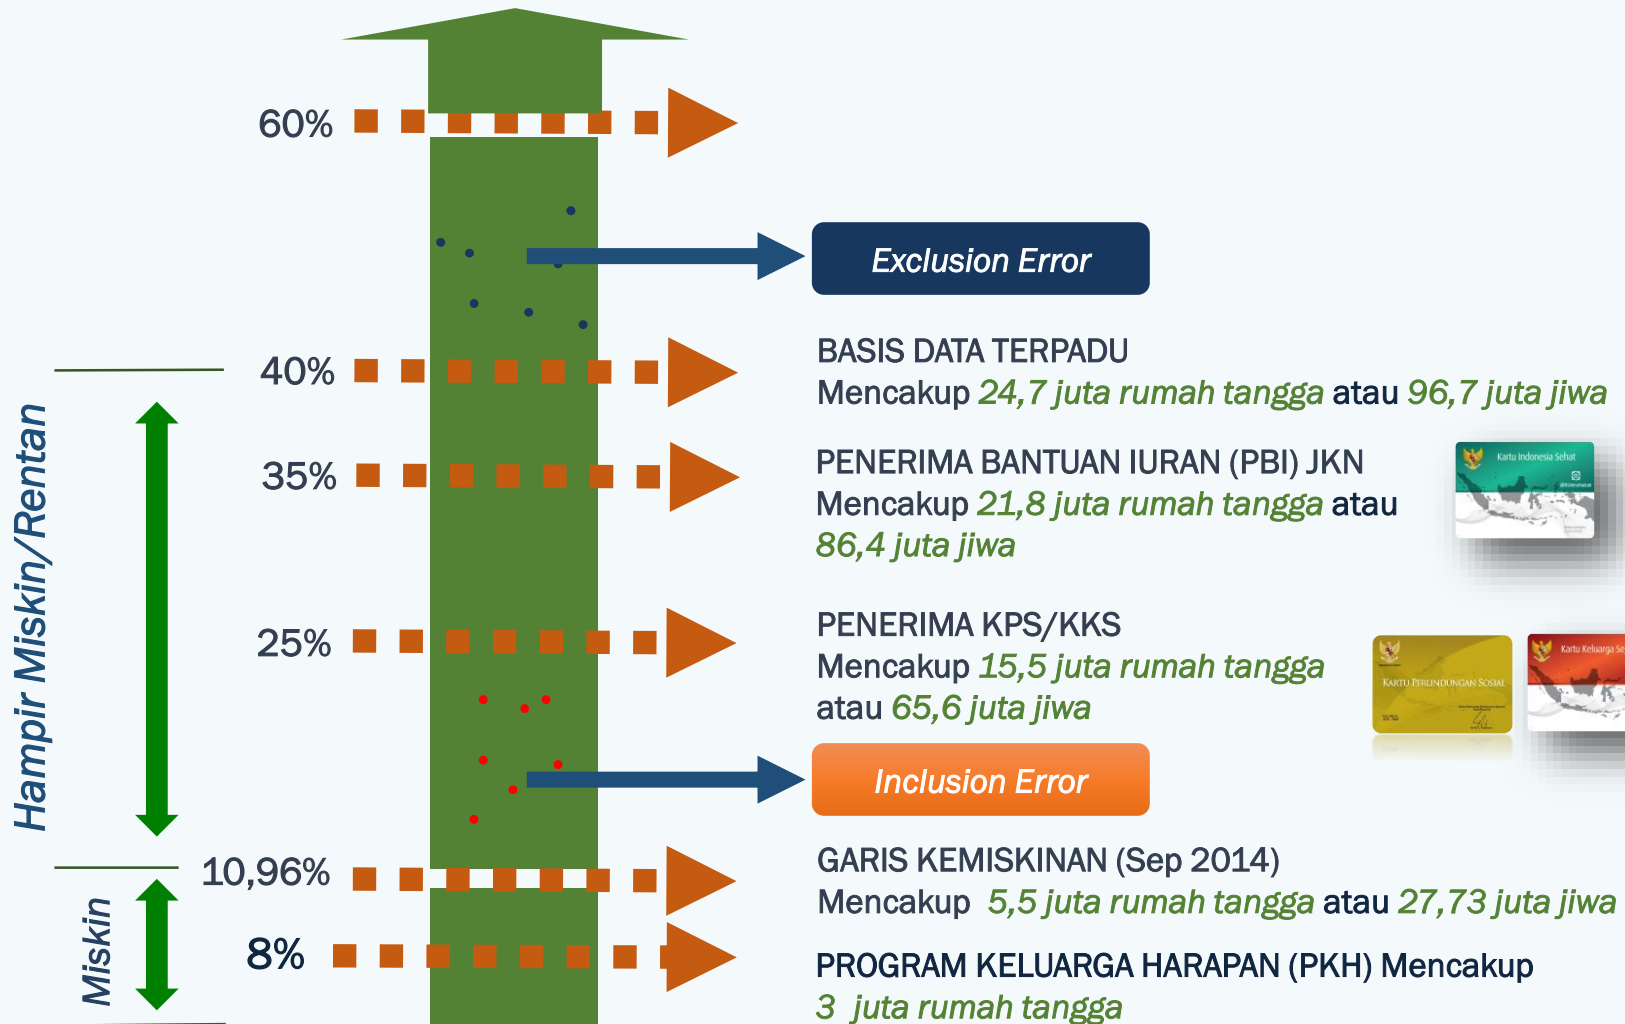 60%
Exclusion Error
40%
BASIS DATA TERPADU
Mencakup 24,7 juta rumah tangga atau 96,7 juta jiwa
35%
PENERIMA BANTUAN IURAN (PBI) JKN
Mencakup 21,8 juta rumah tangga atau
86,4 juta jiwa
Kartu Indonesia Sehat
Hampir Miskin/Rentan
25%
PENERIMA KPS/KKS
Mencakup 15,5 juta rumah tangga
atau 65,6 juta jiwa
KARTU PERLINDUNGAN SOSIAL
Kartu Keluarga Se
Inclusion Error
10,96%
GARIS KEMISKINAN (Sep 2014)
Mencakup 5,5 juta rumah tangga atau 27,73 juta jiwa
Miskin
8%
PROGRAM KELUARGA HARAPAN (PKH) Mencakup
3 juta rumah tangga